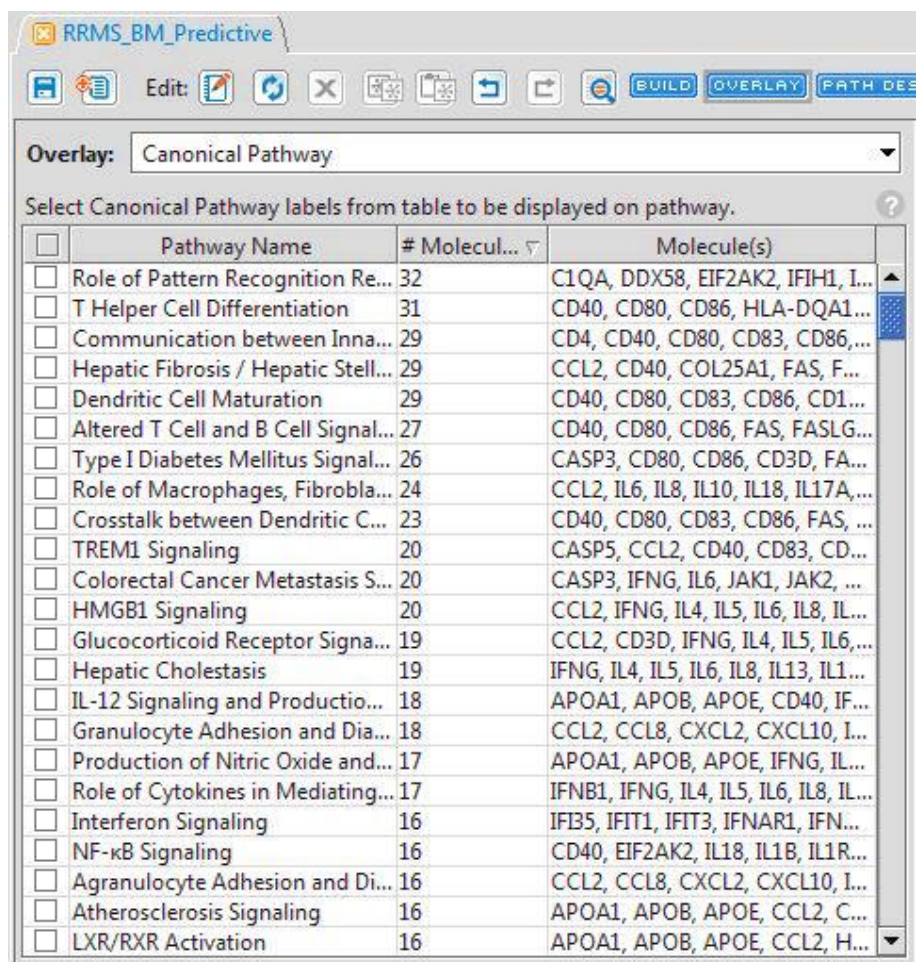 RRMS_BM_Predictive
Edit: BUILD OVERLAY PATH DES
Overlay: Canonical Pathway
Select Canonical Pathway labels from table to be displayed on pathway. ?
Pathway Name # Molecul... Molecule(s)
Role of Pattern Recognition Re... 32 C1QA, DDX58, EIF2AK2, IFIH1, I...
T Helper Cell Differentiation 31 CD40, CD80, CD86, HLA-DQA1...
Communication between Inna... 29 CD4, CD40, CD80, CD83, CD86,...
Hepatic Fibrosis / Hepatic Stell... 29 CCL2, CD40, COL25A1, FAS, F...
Dendritic Cell Maturation 29 CD40, CD80, CD83, CD86, CD1...
Altered T Cell and B Cell Signal... 27 CD40, CD80, CD86, FAS, FASLG...
Type I Diabetes Mellitus Signal... 26 CASP3, CD80, CD86, CD3D, FA...
Role of Macrophages, Fibrobla... 24 CCL2, IL6, IL8, IL10, IL18, IL17A,...
Crosstalk between Dendritic C... 23 CD40, CD80, CD83, CD86, FAS, ...
TREM1 Signaling 20 CASP5, CCL2, CD40, CD83, CD...
Colorectal Cancer Metastasis S... 20 CASP3, IFNG, IL6, JAK1, JAK2, ...
HMGB1 Signaling 20 CCL2, IFNG, IL4, IL5, IL6, IL8, IL...
Glucocorticoid Receptor Signa... 19 CCL2, CD3D, IFNG, IL4, IL5, IL6,...
Hepatic Cholestasis 19 IFNG, IL4, IL5, IL6, IL8, IL13, IL1...
IL-12 Signaling and Productio... 18 APOA1, APOB, APOE, CD40, IF...
Granulocyte Adhesion and Dia... 18 CCL2, CCL8, CXCL2, CXCL10, I...
Production of Nitric Oxide and... 17 APOA1, APOB, APOE, IFNG, IL...
Role of Cytokines in Mediating... 17 IFNB1, IFNG, IL4, IL5, IL6, IL8, IL...
Interferon Signaling 16 IFI35, IFIT1, IFIT3, IFNAR1, IFN...
NF-κB Signaling 16 CD40, EIF2AK2, IL18, IL1B, IL1R...
Agranulocyte Adhesion and Di... 16 CCL2, CCL8, CXCL2, CXCL10, I...
Atherosclerosis Signaling 16 APOA1, APOB, APOE, CCL2, C...
LXR/RXR Activation 16 APOA1, APOB, APOE, CCL2, H...